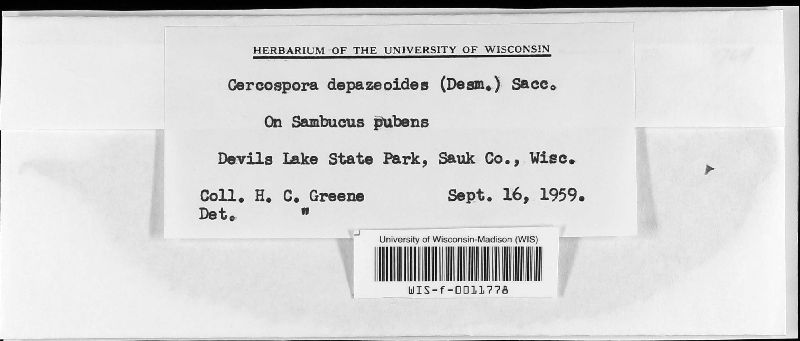 HERBARIUM OF THE UNIVERSITY OF WISCONSIN
Cercospora depazeoides (Desm.) Sacc.
On Sambucus pubens
Devils Lake State Park, Sauk Co., Wisc.
Coll. H. C. Greene Sept. 16, 1959.
Det. "
University of Wisconsin-Madison (WIS)
WIS-f-0011778